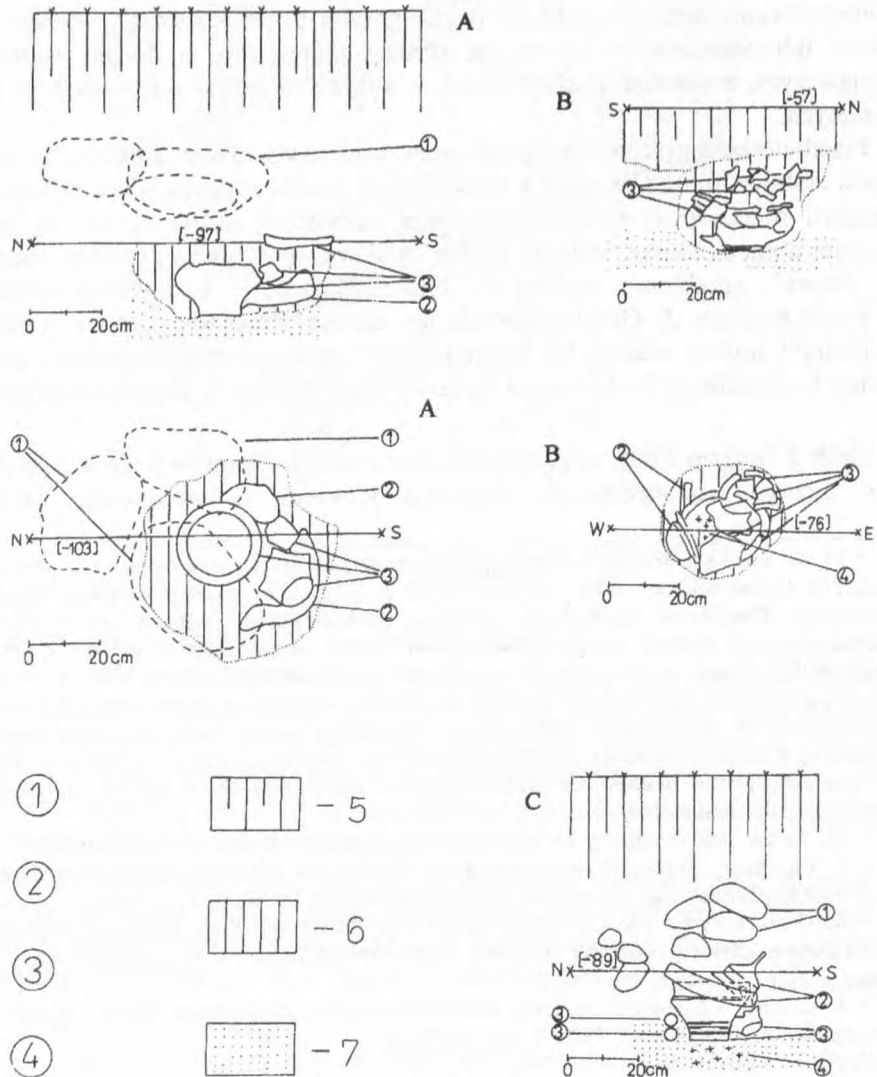 A
①
B
S [-57] N
③
N [-97] S
③
②
0 20cm
0 20cm
A
①
①
②
B
②
③
N [-103] S
③
②
W [-76] E
④
0 20cm
0 20cm
① -5
C
②
-6
①
③
N [-89] S
②
③
③
③
④ -7
④
0 20cm